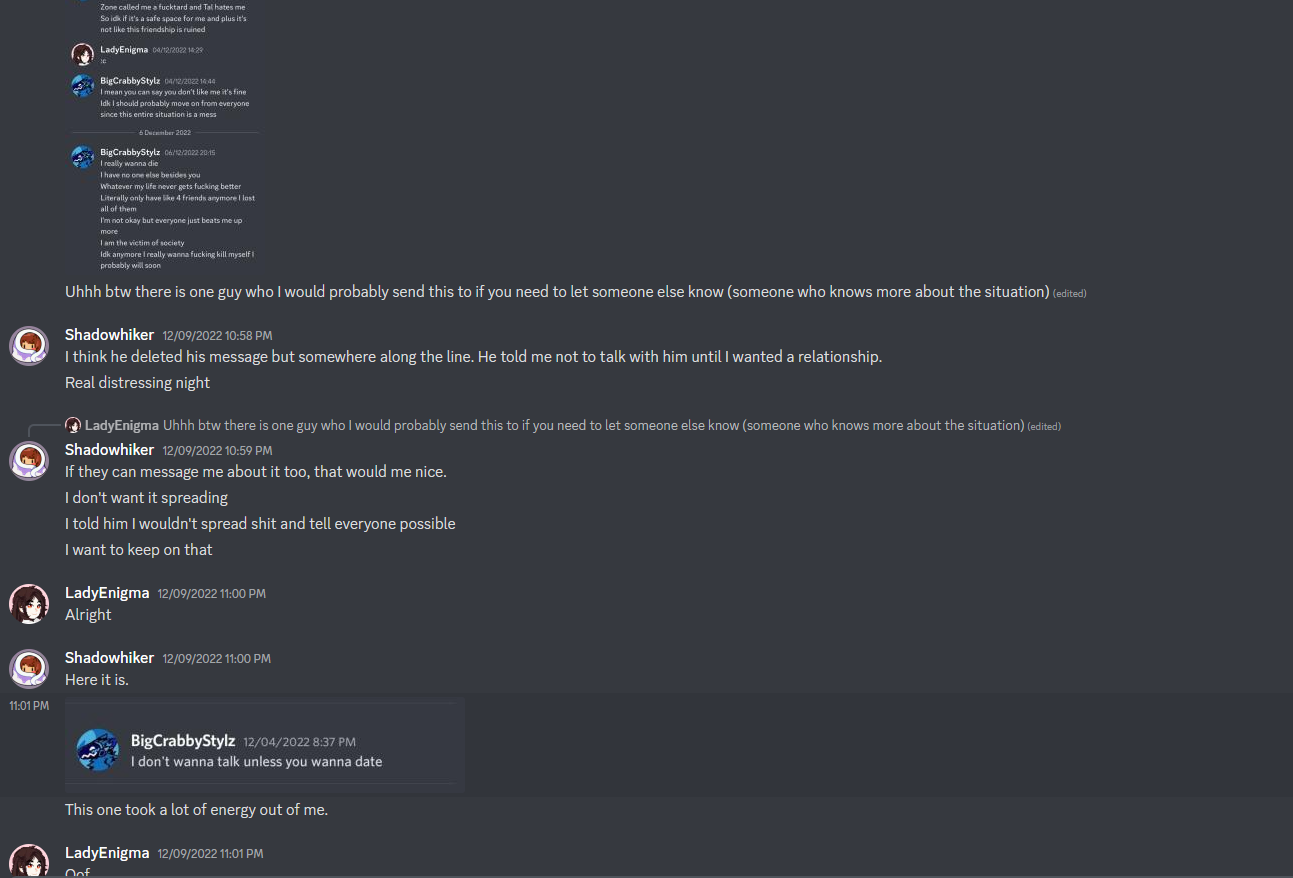 Zone called me a fucktard and Tal hates me
So idk if it's a safe space for me and plus it's
not like this friendship is ruined
LadyEnigma 04/12/2022 14:29
:c
BigCrabbyStylz 04/12/2022 14:44
I mean you can say you don't like me it's fine
Idk I should probably move on from everyone
since this entire situation is a mess
6 December 2022
BigCrabbyStylz 06/12/2022 20:15
I really wanna die
I have no one else besides you
Whatever my life never gets fucking better
Literally only have like 4 friends anymore I lost
all of them
I'm not okay but everyone just beats me up
more
I am the victim of society
Idk anymore I really wanna fucking kill myself I
probably will soon
Uhhh btw there is one guy who I would probably send this to if you need to let someone else know (someone who knows more about the situation) (edited)
Shadowhiker 12/09/2022 10:58 PM
I think he deleted his message but somewhere along the line. He told me not to talk with him until I wanted a relationship.
Real distressing night
LadyEnigma Uhhh btw there is one guy who I would probably send this to if you need to let someone else know (someone who knows more about the situation) (edited)
Shadowhiker 12/09/2022 10:59 PM
If they can message me about it too, that would me nice.
I don't want it spreading
I told him I wouldn't spread shit and tell everyone possible
I want to keep on that
LadyEnigma 12/09/2022 11:00 PM
Alright
Shadowhiker 12/09/2022 11:00 PM
Here it is.
11:01 PM
BigCrabbyStylz 12/04/2022 8:37 PM
I don't wanna talk unless you wanna date
This one took a lot of energy out of me.
LadyEnigma 12/09/2022 11:01 PM
Oof